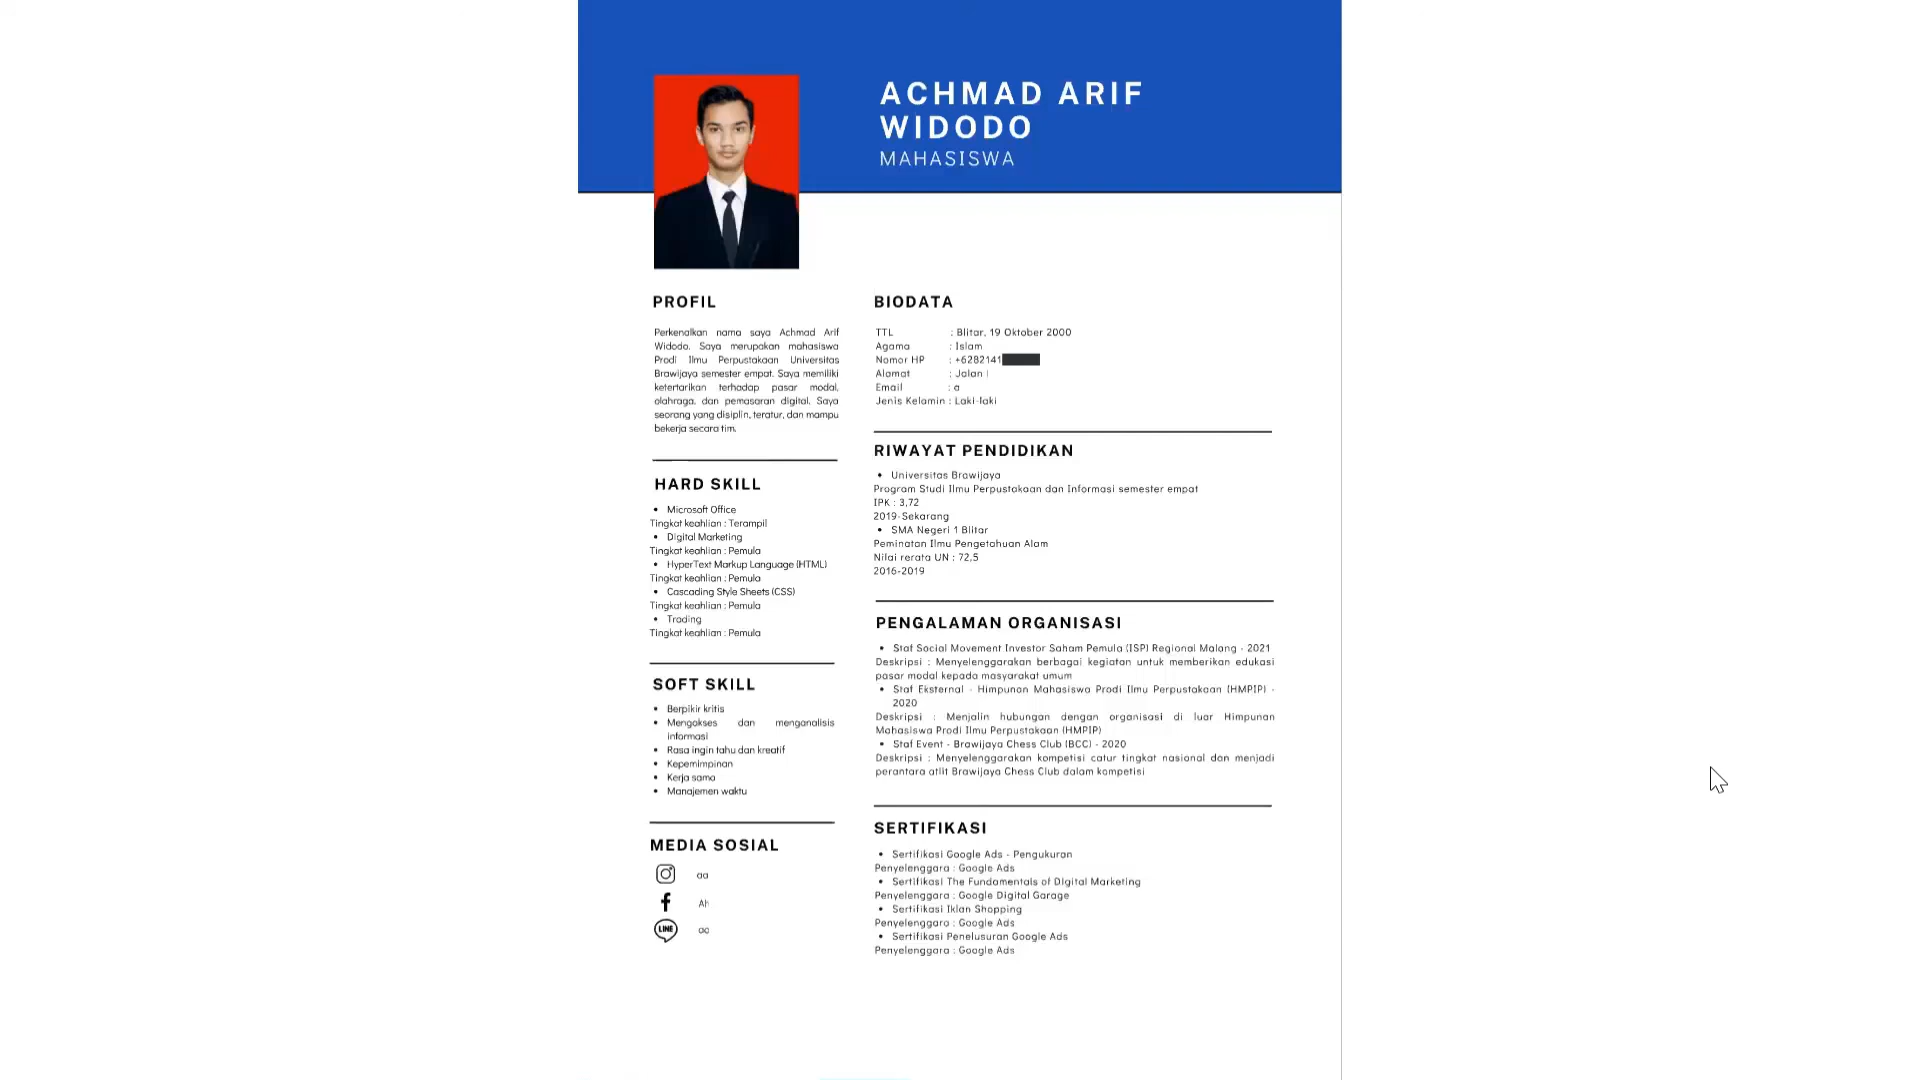 ACHMAD ARIF
WIDODO
MAHASISWA
PROFIL
Perkenalkan nama saya Achmad Arif
Widodo. Saya merupakan mahasiswa
Prodi Ilmu Perpustakaan Universitas
Brawijaya semester empat. Saya memiliki
ketertarikan terhadap pasar modal,
olahraga, dan pemasaran digital. Saya
seorang yang disiplin, teratur, dan mampu
bekerja secara tim.
HARD SKILL
• Microsoft Office
Tingkat keahlian : Terampil
• Digital Marketing
Tingkat keahlian : Pemula
• HyperText Markup Language (HTML)
Tingkat keahlian : Pemula
• Cascading Style Sheets (CSS)
Tingkat keahlian : Pemula
• Trading
Tingkat keahlian : Pemula
SOFT SKILL
• Berpikir kritis
• Mengakses dan menganalisis
informasi
• Rasa ingin tahu dan kreatif
• Kepemimpinan
• Kerja sama
• Manajemen waktu
MEDIA SOSIAL
aa
LINE
BIODATA
TTL : Blitar, 19 Oktober 2000
Agama : Islam
Nomor HP : +6282141
Alamat : Jalan
Email : a
Jenis Kelamin : Laki-laki
RIWAYAT PENDIDIKAN
• Universitas Brawijaya
Program Studi Ilmu Perpustakaan dan Informasi semester empat
IPK : 3,72
2019-Sekarang
• SMA Negeri 1 Blitar
Peminatan Ilmu Pengetahuan Alam
Nilai rerata UN : 72,5
2016-2019
PENGALAMAN ORGANISASI
• Staf Social Movement Investor Saham Pemula (ISP) Regional Malang - 2021
Deskripsi : Menyelenggarakan berbagai kegiatan untuk memberikan edukasi
pasar modal kepada masyarakat umum
• Staf Eksternal - Himpunan Mahasiswa Prodi Ilmu Perpustakaan (HMPIP) -
2020
Deskripsi : Menjalin hubungan dengan organisasi di luar Himpunan
Mahasiswa Prodi Ilmu Perpustakaan (HMPIP)
• Staf Event - Brawijaya Chess Club (BCC) - 2020
Deskripsi : Menyelenggarakan kompetisi catur tingkat nasional dan menjadi
perantara atlit Brawijaya Chess Club dalam kompetisi
SERTIFIKASI
• Sertifikasi Google Ads - Pengukuran
Penyelenggara : Google Ads
• Sertifikasi The Fundamentals of Digital Marketing
Penyelenggara : Google Digital Garage
• Sertifikasi Iklan Shopping
Penyelenggara : Google Ads
• Sertifikasi Penelusuran Google Ads
Penyelenggara : Google Ads